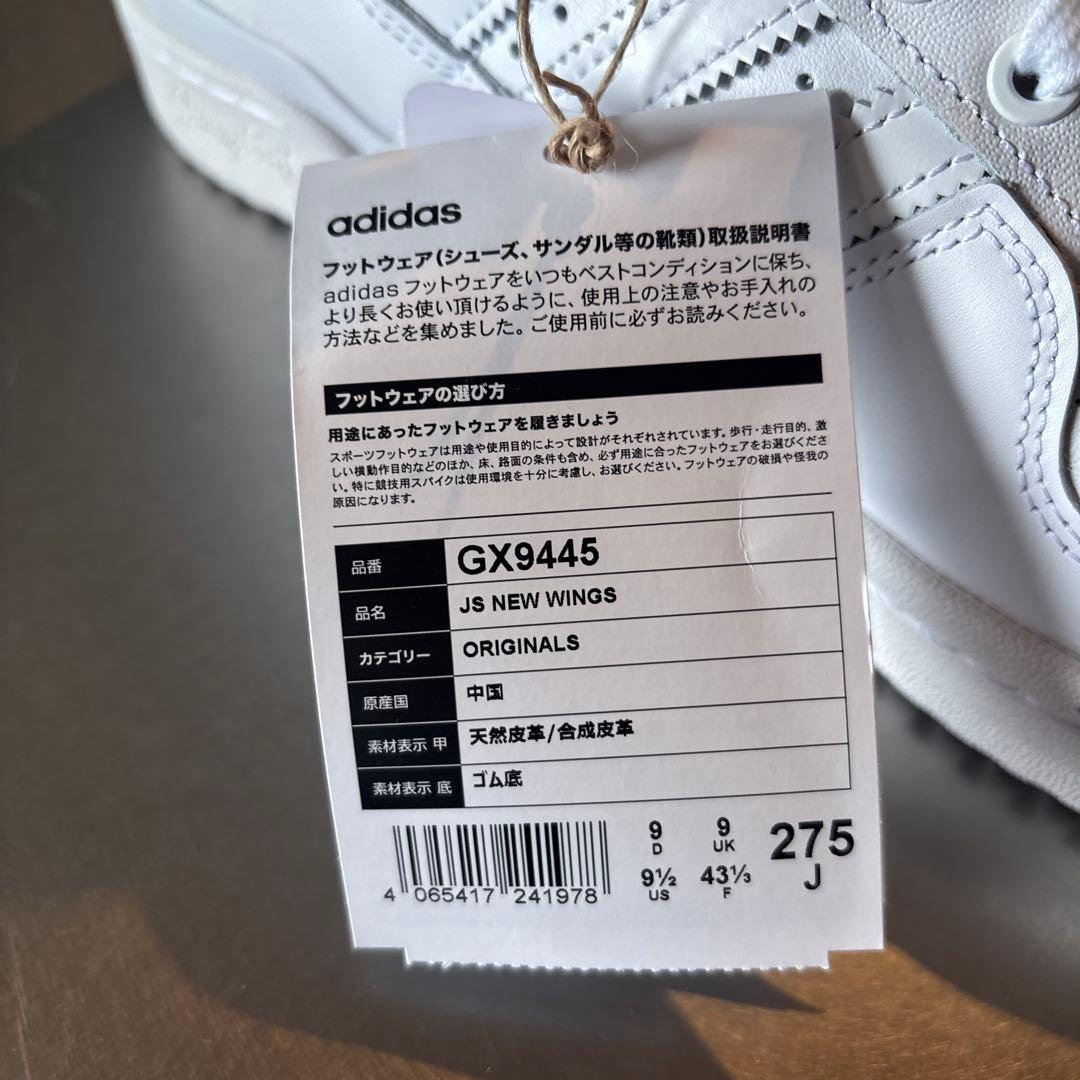 adidas
フットウェア(シューズ、サンダル等の靴類)取扱説明書
adidas フットウェアをいつもベストコンディションに保ち、
より長くお使い頂けるように、使用上の注意やお手入れの
方法などを集めました。ご使用前に必ずお読みください。
フットウェアの選び方
用途にあったフットウェアを履きましょう
スポーツフットウェアは用途や使用目的によって設計がそれぞれされています。歩行・走行目的、激
しい横動作目的などのほか、床、路面の条件も含め、必ず用途に合ったフットウェアをお選びくださ
い。特に競技用スパイクは使用環境を十分に考慮し、お選びください。フットウェアの破損や怪我の
原因になります。
品番 GX9445
品名 JS NEW WINGS
カテゴリー ORIGINALS
原産国 中国
素材表示 甲 天然皮革/合成皮革
素材表示 底 ゴム底
9 9 275
D UK J
9½ 43⅓
US F
4 065417 241978